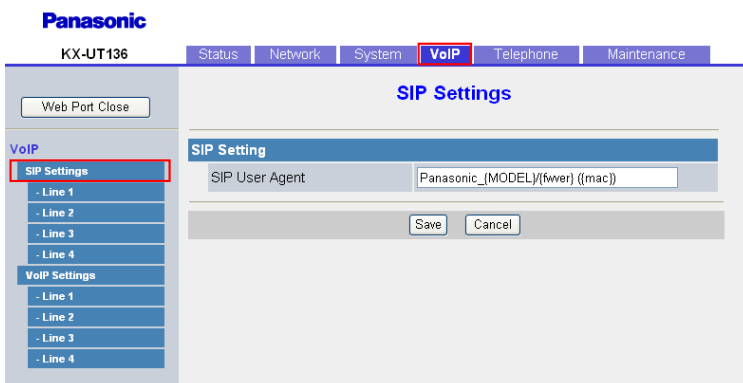 Panasonic
KX-UT136
Status Network System VoIP Telephone Maintenance
Web Port Close
SIP Settings
VoIP
SIP Settings
- Line 1
- Line 2
- Line 3
- Line 4
VoIP Settings
- Line 1
- Line 2
- Line 3
- Line 4
SIP Setting
SIP User Agent Panasonic_{MODEL}/{fwver} ({mac})
Save Cancel